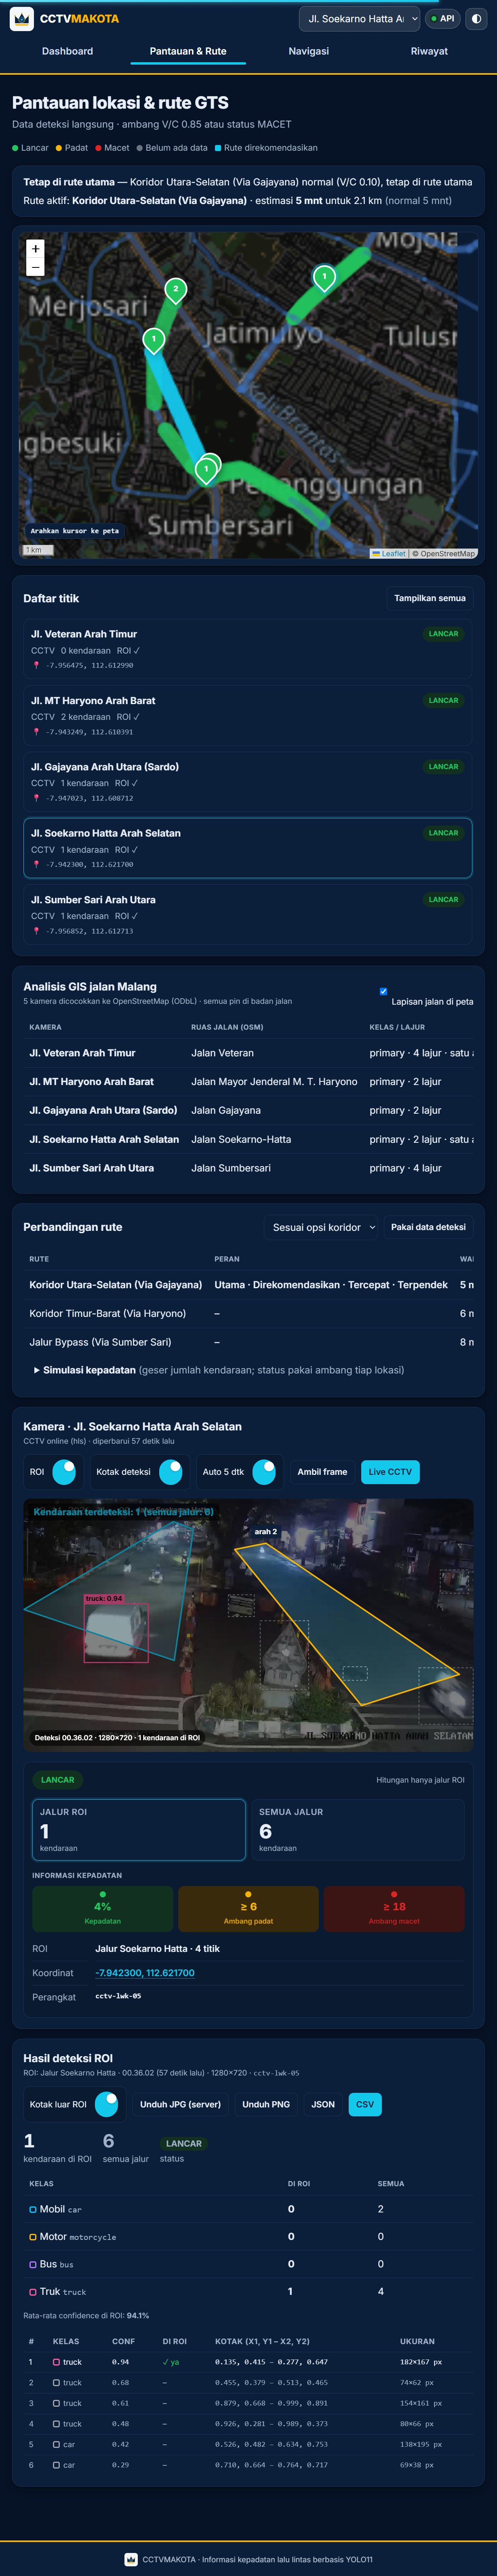 CCTVMAKOTA
Jl. Soekarno Hatta Ar
API
Dashboard
Pantauan & Rute
Navigasi
Riwayat
Pantauan lokasi & rute GTS
Data deteksi langsung · ambang V/C 0.85 atau status MACET
Lancar
Padat
Macet
Belum ada data
Rute direkomendasikan
Tetap di rute utama — Koridor Utara-Selatan (Via Gajayana) normal (V/C 0.10), tetap di rute utama
Rute aktif: Koridor Utara-Selatan (Via Gajayana) · estimasi 5 mnt untuk 2.1 km (normal 5 mnt)
+
−
Mojol
2
1
Merjosari
1
Jatimulyo
Tulusr
Kali Brantas
gbesuki
1
Penanggungan
Sumbersari
Arahkan kursor ke peta
1 km
Leaflet | © OpenStreetMap
Daftar titik
Tampilkan semua
Jl. Veteran Arah Timur
LANCAR
CCTV 0 kendaraan ROI ✓
📍 -7.956475, 112.612990
Jl. MT Haryono Arah Barat
LANCAR
CCTV 2 kendaraan ROI ✓
📍 -7.943249, 112.610391
Jl. Gajayana Arah Utara (Sardo)
LANCAR
CCTV 1 kendaraan ROI ✓
📍 -7.947023, 112.608712
Jl. Soekarno Hatta Arah Selatan
LANCAR
CCTV 1 kendaraan ROI ✓
📍 -7.942300, 112.621700
Jl. Sumber Sari Arah Utara
LANCAR
CCTV 1 kendaraan ROI ✓
📍 -7.956852, 112.612713
Analisis GIS jalan Malang
5 kamera dicocokkan ke OpenStreetMap (ODbL) · semua pin di badan jalan
Lapisan jalan di peta
KAMERA RUAS JALAN (OSM) KELAS / LAJUR
Jl. Veteran Arah Timur Jalan Veteran primary · 4 lajur · satu a
Jl. MT Haryono Arah Barat Jalan Mayor Jenderal M. T. Haryono primary · 2 lajur
Jl. Gajayana Arah Utara (Sardo) Jalan Gajayana primary · 2 lajur
Jl. Soekarno Hatta Arah Selatan Jalan Soekarno-Hatta primary · 2 lajur · satu a
Jl. Sumber Sari Arah Utara Jalan Sumbersari primary · 4 lajur
Perbandingan rute
Sesuai opsi koridor
Pakai data deteksi
RUTE PERAN WAI
Koridor Utara-Selatan (Via Gajayana) Utama · Direkomendasikan · Tercepat · Terpendek 5 m
Koridor Timur-Barat (Via Haryono) – 6 m
Jalur Bypass (Via Sumber Sari) – 8 m
▶ Simulasi kepadatan (geser jumlah kendaraan; status pakai ambang tiap lokasi)
Kamera · Jl. Soekarno Hatta Arah Selatan
CCTV online (hls) · diperbarui 57 detik lalu
ROI
Kotak deteksi
Auto 5 dtk
Ambil frame
Live CCTV
Kendaraan terdeteksi: 1 (semua jalur: 6)
arah 2
truck: 0.94
JL SOEKARNO HATTA ARAH SELATAN
Deteksi 00.36.02 · 1280×720 · 1 kendaraan di ROI
LANCAR
Hitungan hanya jalur ROI
JALUR ROI
1
kendaraan
SEMUA JALUR
6
kendaraan
INFORMASI KEPADATAN
4%
Kepadatan
≥ 6
Ambang padat
≥ 18
Ambang macet
ROI Jalur Soekarno Hatta · 4 titik
Koordinat -7.942300, 112.621700
Perangkat cctv-lwk-05
Hasil deteksi ROI
ROI: Jalur Soekarno Hatta · 00.36.02 (57 detik lalu) · 1280×720 · cctv-lwk-05
Kotak luar ROI
Unduh JPG (server)
Unduh PNG
JSON
CSV
1
kendaraan di ROI
6
semua jalur
LANCAR
status
KELAS DI ROI SEMUA
Mobil car 0 2
Motor motorcycle 0 0
Bus bus 0 0
Truk truck 1 4
Rata-rata confidence di ROI: 94.1%
# KELAS CONF DI ROI KOTAK (X1, Y1 – X2, Y2) UKURAN
1 truck 0.94 ✓ ya 0.135, 0.415 – 0.277, 0.647 182×167 px
2 truck 0.68 – 0.455, 0.379 – 0.513, 0.465 74×62 px
3 truck 0.61 – 0.879, 0.668 – 0.999, 0.891 154×161 px
4 truck 0.48 – 0.926, 0.281 – 0.989, 0.373 80×66 px
5 car 0.42 – 0.526, 0.482 – 0.634, 0.753 138×195 px
6 car 0.29 – 0.710, 0.664 – 0.764, 0.717 69×38 px
CCTVMAKOTA · Informasi kepadatan lalu lintas berbasis YOLO11